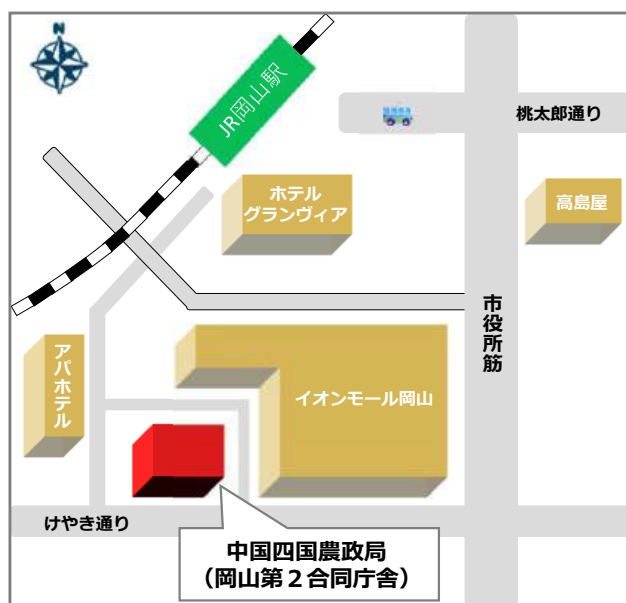 N
JR岡山駅
桃太郎通り
ホテル
グランヴィア
高島屋
市役所筋
アパホテル
イオンモール岡山
けやき通り
中国四国農政局
（岡山第２合同庁舎）